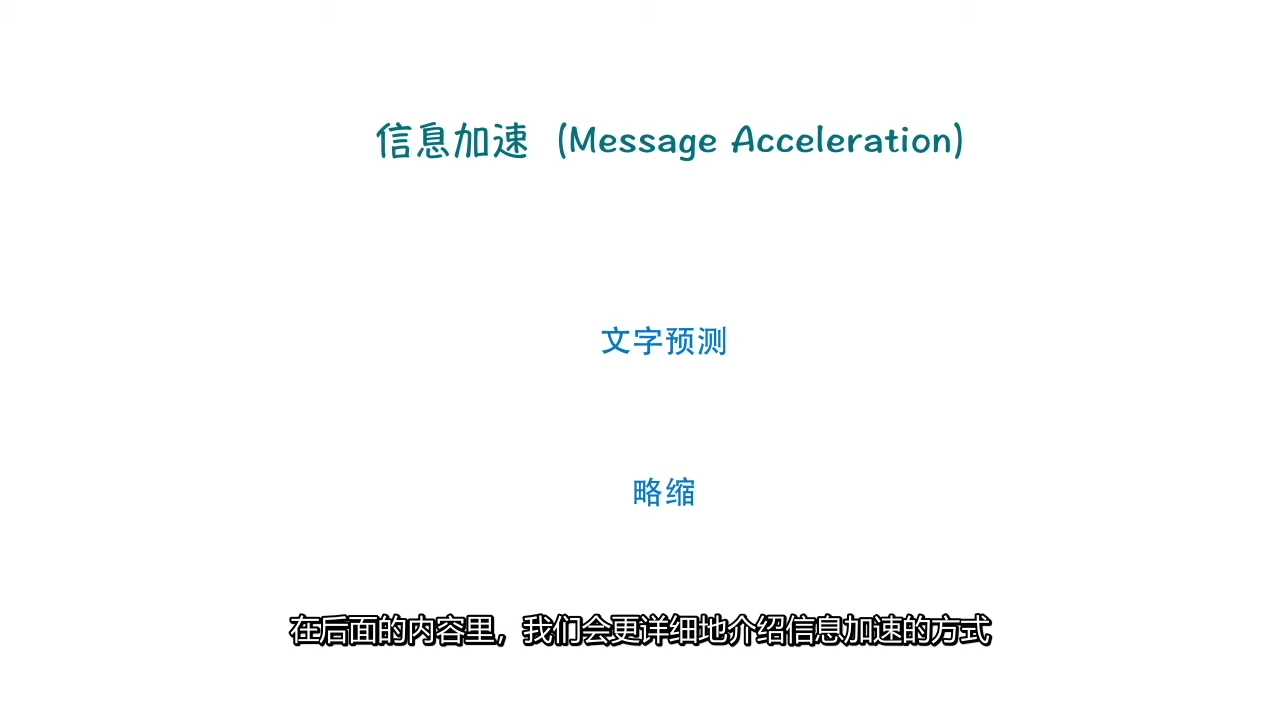 信息加速 (Message Acceleration)
文字预测
略缩
在后面的内容里，我们会更详细地介绍信息加速的方式